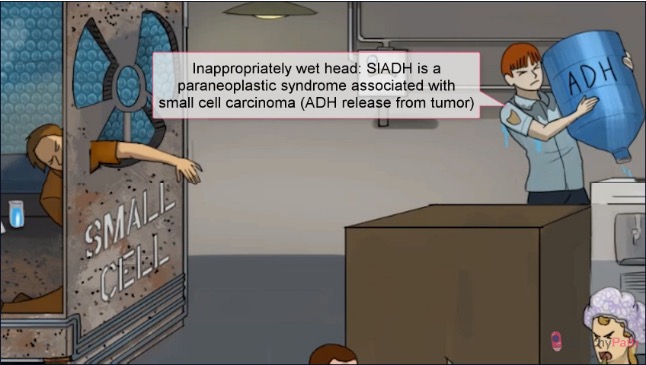 Inappropriately wet head: SIADH is a
paraneoplastic syndrome associated with
small cell carcinoma (ADH release from tumor)
ADH
SMALL
CELL